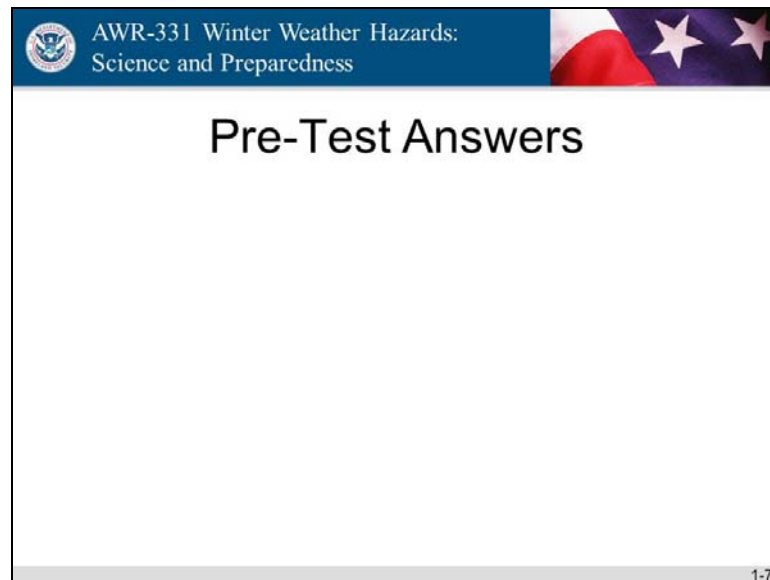 AWR-331 Winter Weather Hazards:
Science and Preparedness
Pre-Test Answers
1-7